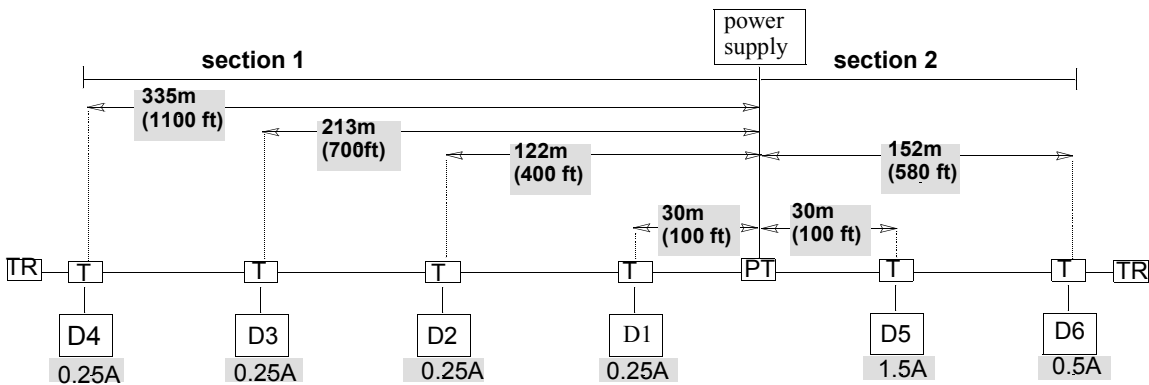 power
supply
section 1
section 2
335m
(1100 ft)
213m
(700ft)
122m
(400 ft)
152m
(580 ft)
30m
(100 ft)
30m
(100 ft)
TR T T T T PT T T TR
D4 D3 D2 D1 D5 D6
0.25A 0.25A 0.25A 0.25A 1.5A 0.5A